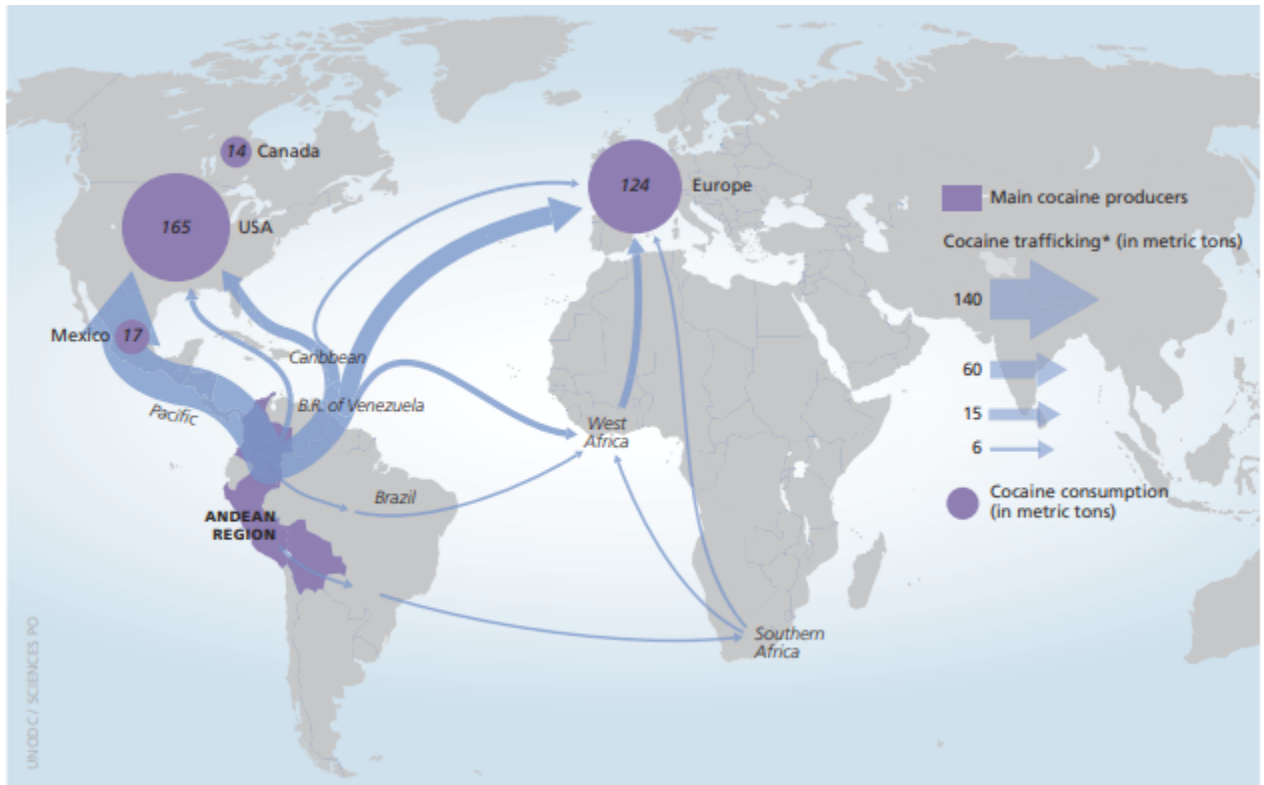 14 Canada
165 USA
124 Europe
Main cocaine producers
Cocaine trafficking* (in metric tons)
140
60
15
6
Cocaine consumption
(in metric tons)
Mexico 17
Caribbean
Pacific
B.R. of Venezuela
West
Africa
Brazil
ANDEAN
REGION
Southern
Africa
UNODC / SCIENCES PO